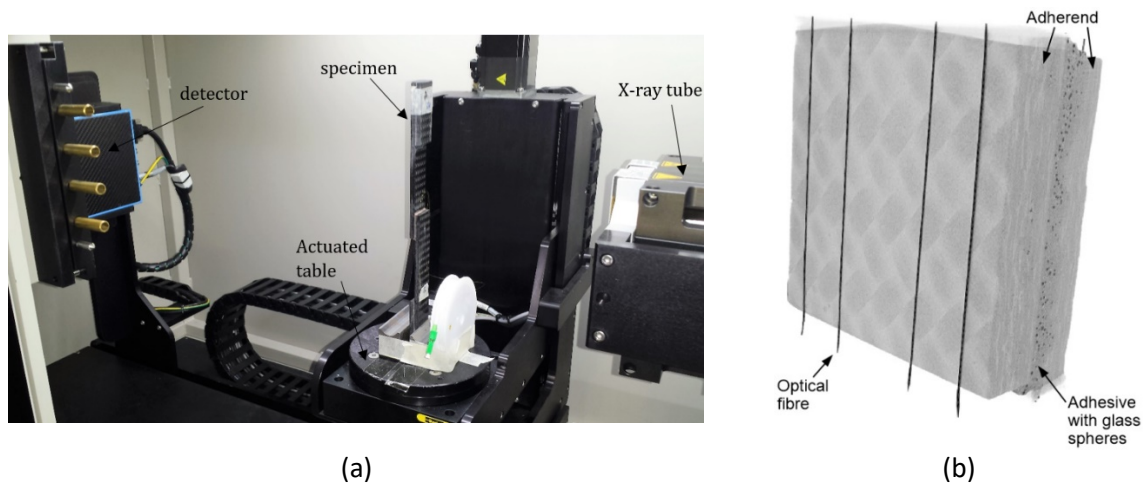 specimen
detector
X-ray tube
Actuated
table
(a)
Adherend
Optical
fibre
Adhesive
with glass
spheres
(b)